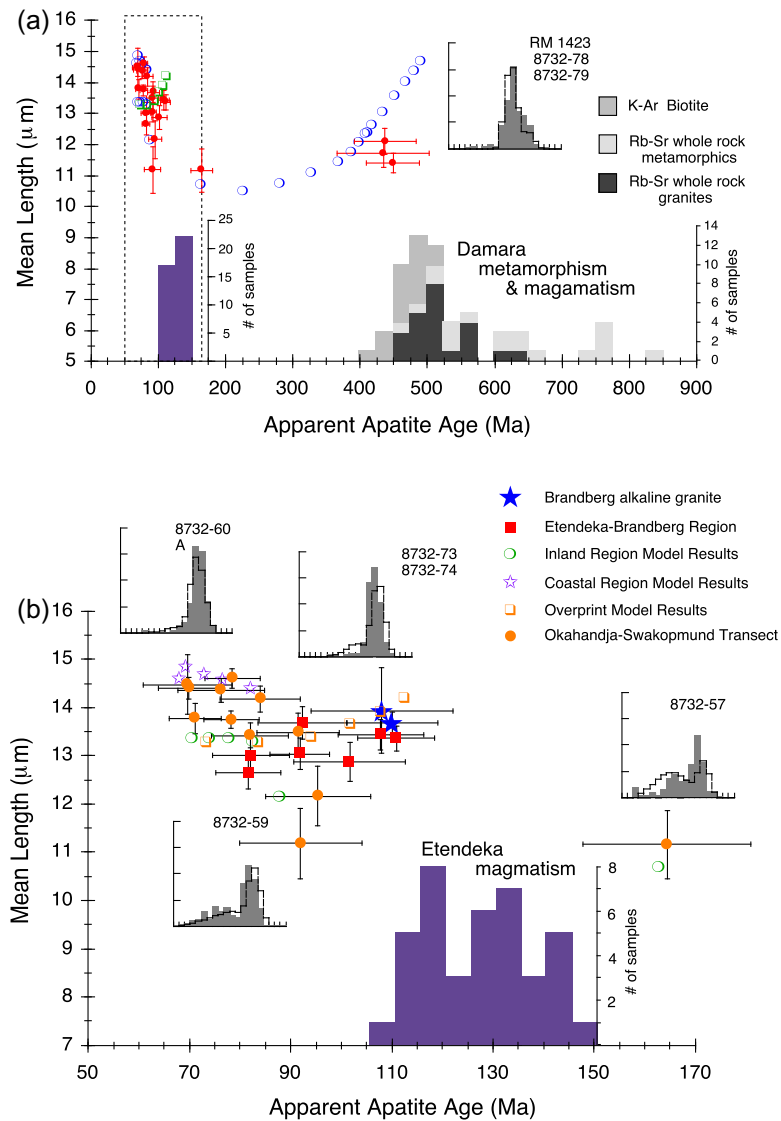 (a)
16
15
14
13
12
11
10
9
8
7
6
5
Mean Length (μm)
RM 1423
8732-78
8732-79
K-Ar Biotite
Rb-Sr whole rock
metamorphics
Rb-Sr whole rock
granites
25
20
15
10
5
0
# of samples
Damara
metamorphism
& magamatism
14
12
10
8
6
4
2
0
# of samples
0 100 200 300 400 500 600 700 800 900
Apparent Apatite Age (Ma)
Brandberg alkaline granite
Etendeka-Brandberg Region
Inland Region Model Results
Coastal Region Model Results
Overprint Model Results
Okahandja-Swakopmund Transect
8732-60
A
8732-73
8732-74
(b)
16
15
14
13
12
11
10
9
8
7
Mean Length (μm)
8732-57
8732-59
Etendeka
magmatism
8
6
4
2
# of samples
50 70 90 110 130 150 170
Apparent Apatite Age (Ma)